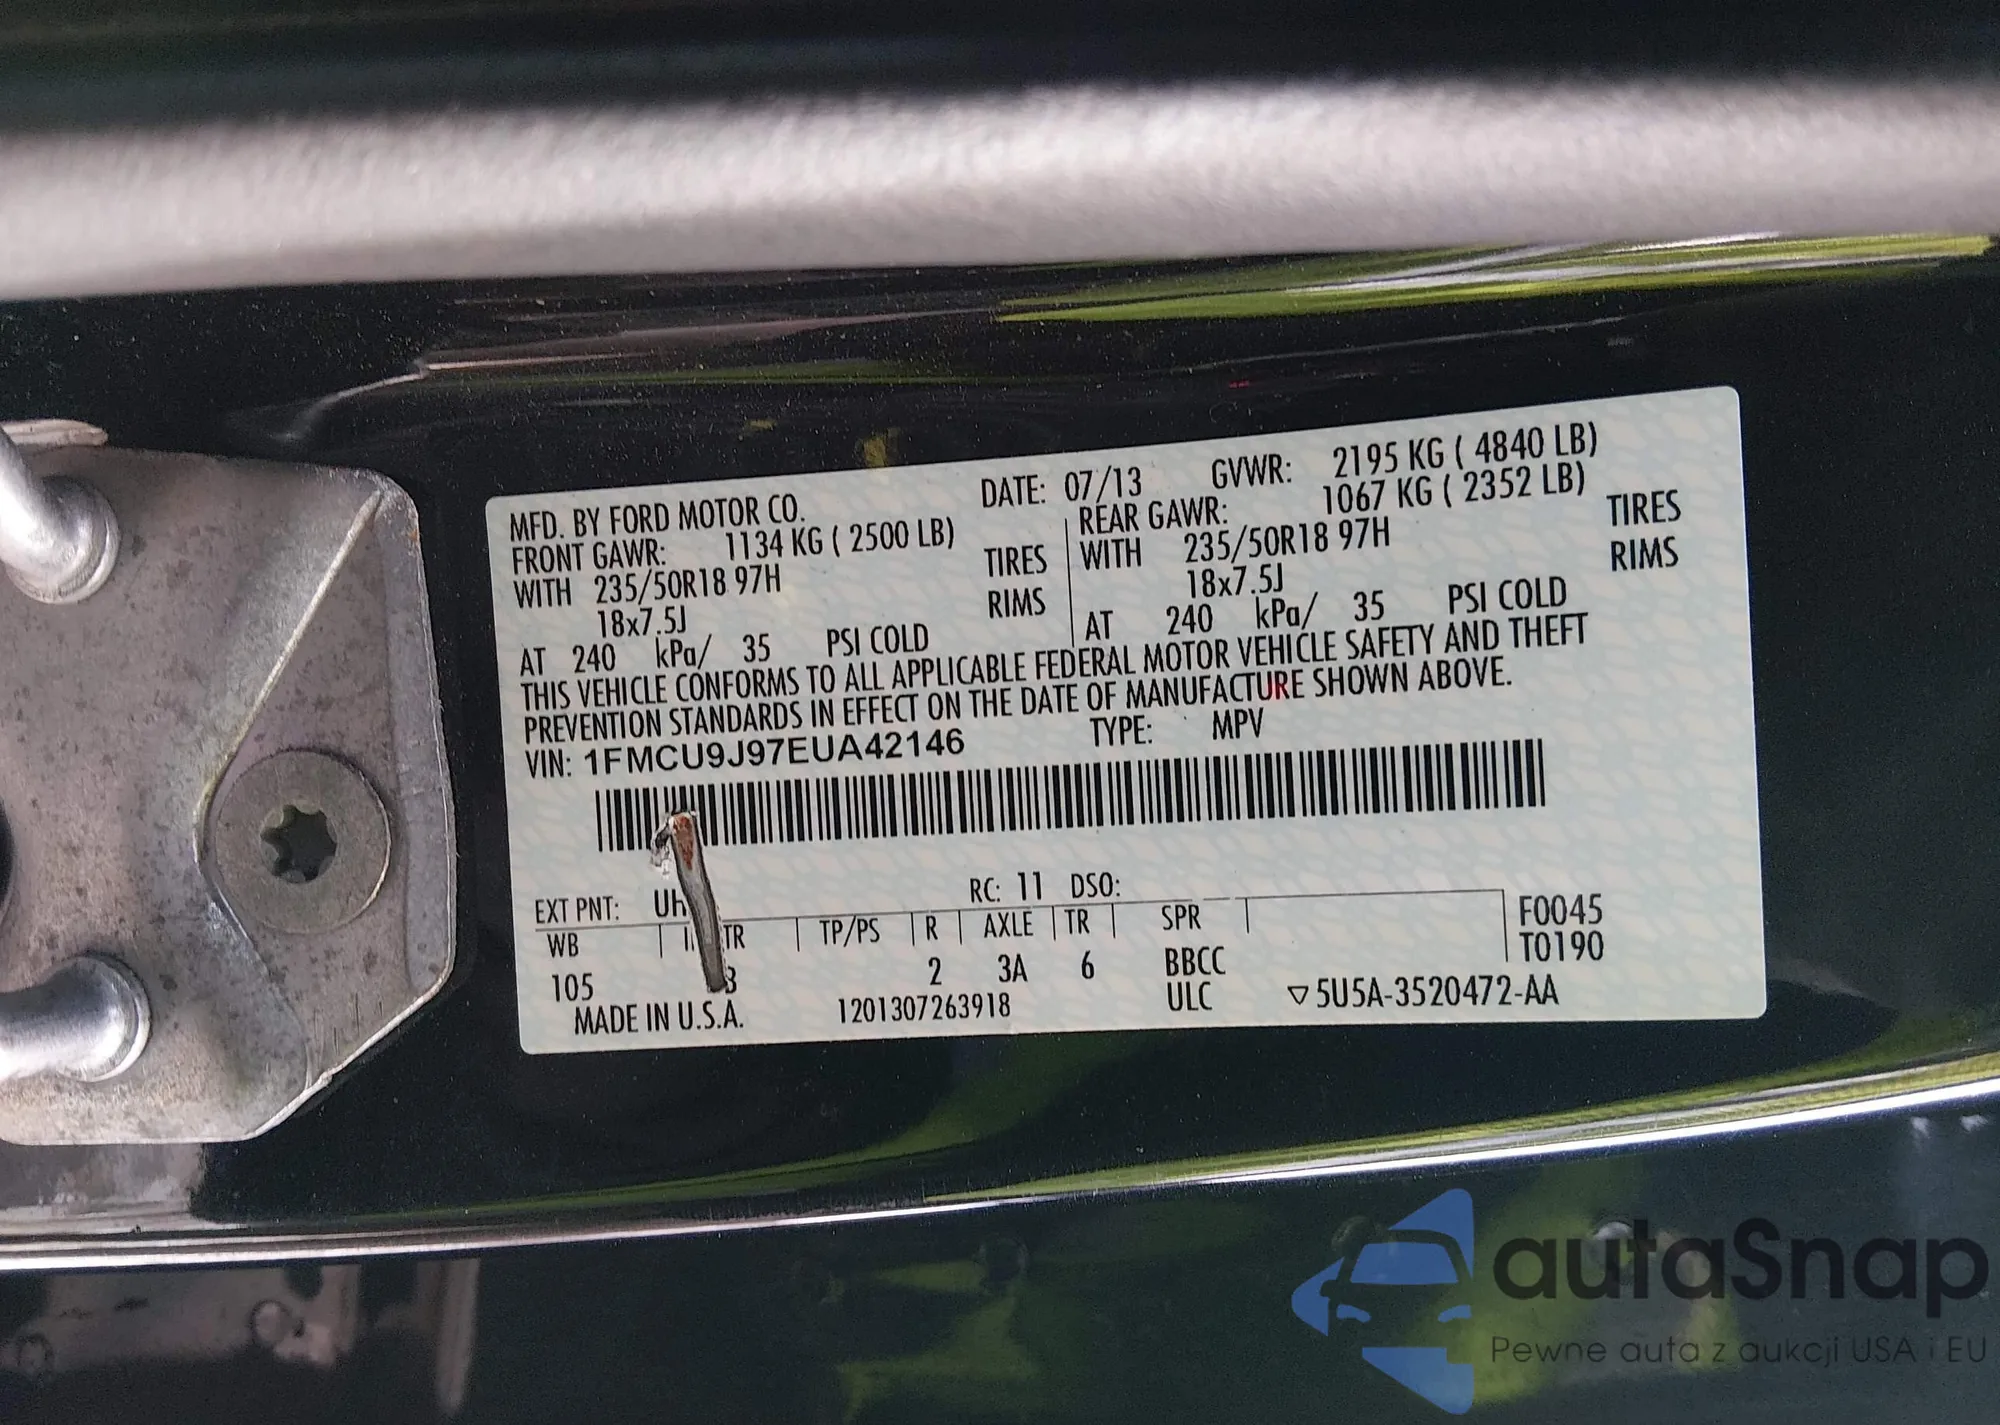 MFD. BY FORD MOTOR CO. DATE: 07/13 GVWR: 2195 KG ( 4840 LB)
FRONT GAWR: 1134 KG ( 2500 LB)
WITH 235/50R18 97H TIRES
18x7.5J RIMS
AT 240 kPa/ 35 PSI COLD
REAR GAWR: 1067 KG ( 2352 LB)
WITH 235/50R18 97H TIRES
18x7.5J RIMS
AT 240 kPa/ 35 PSI COLD
THIS VEHICLE CONFORMS TO ALL APPLICABLE FEDERAL MOTOR VEHICLE SAFETY AND THEFT
PREVENTION STANDARDS IN EFFECT ON THE DATE OF MANUFACTURE SHOWN ABOVE.
VIN: 1FMCU9J97EUA42146 TYPE: MPV
EXT PNT: UH RC: 11 DSO:
WB TR TP/PS R AXLE TR SPR F0045
105 2 3A 6 BBCC T0190
MADE IN U.S.A. 1201307263918 ULC ▽5U5A-3520472-AA
autaSnap
Pewne auta z aukcji USA i EU